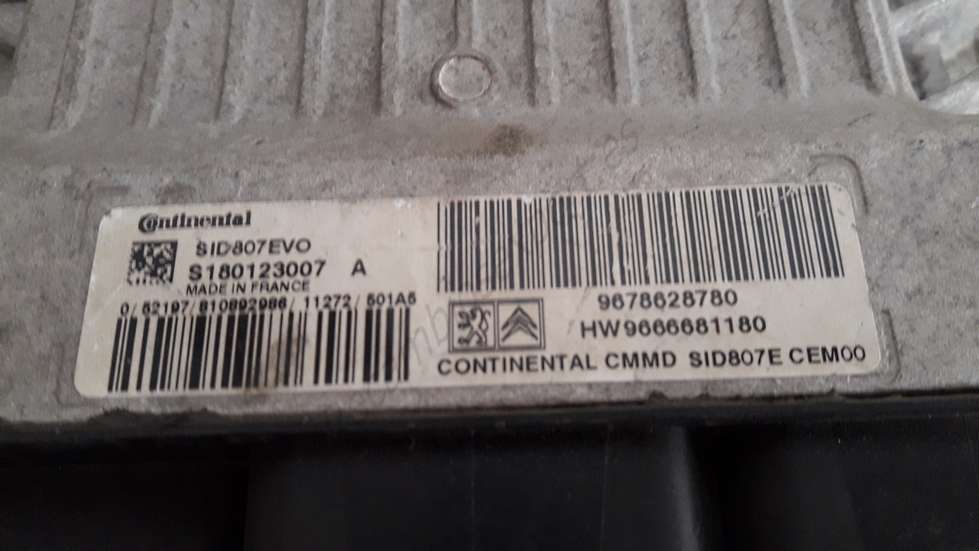 Continental
SID807EVO
S180123007 A
MADE IN FRANCE
0/52197/810892986/11272/501A5
9678628780
HW9666681180
CONTINENTAL CMMD SID807E CEM00